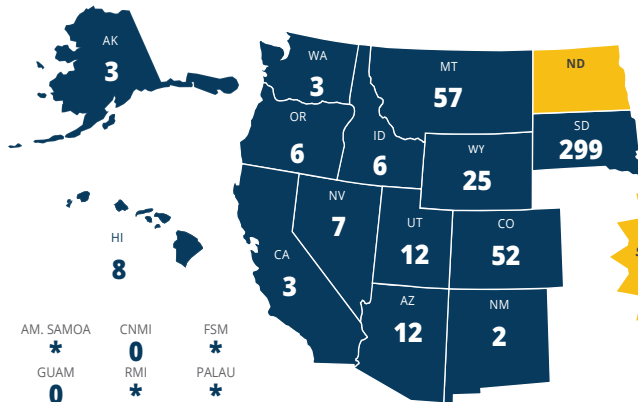 AK
3
WA
3
MT
57
ND
OR
6
ID
6
SD
299
WY
25
NV
7
UT
12
CO
52
HI
8
CA
3
AZ
12
NM
2
AM. SAMOA
*
CNMI
0
FSM
*
GUAM
0
RMI
*
PALAU
*